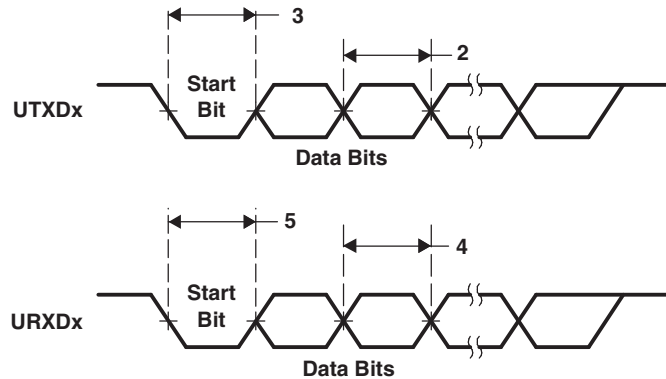 3
2
Start
Bit
UTXDx
Data Bits
5
4
Start
Bit
URXDx
Data Bits